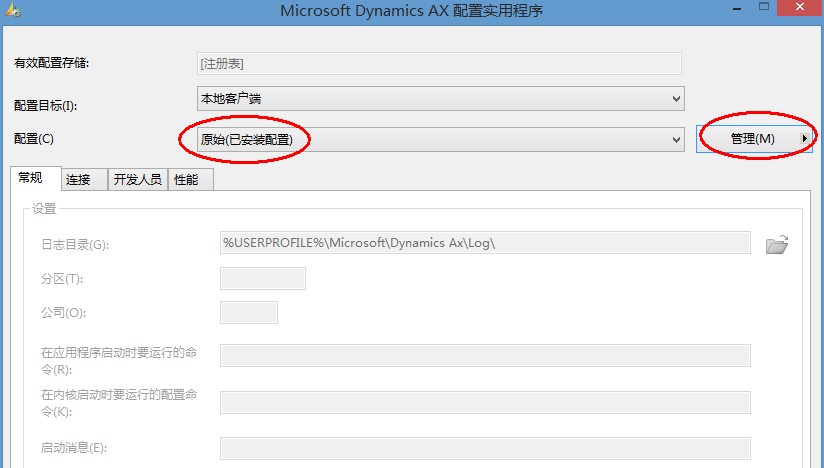 Microsoft Dynamics AX 配置实用程序
有效配置存储:
[注册表]
配置目标(I):
本地客户端
配置(C)
原始(已安装配置)
管理(M)
常规
连接
开发人员
性能
设置
日志目录(G):
%USERPROFILE%\Microsoft\Dynamics Ax\Log\
分区(T):
公司(O):
在应用程序启动时要运行的命
令(R):
在内核启动时要运行的配置命
令(K):
启动消息(E):